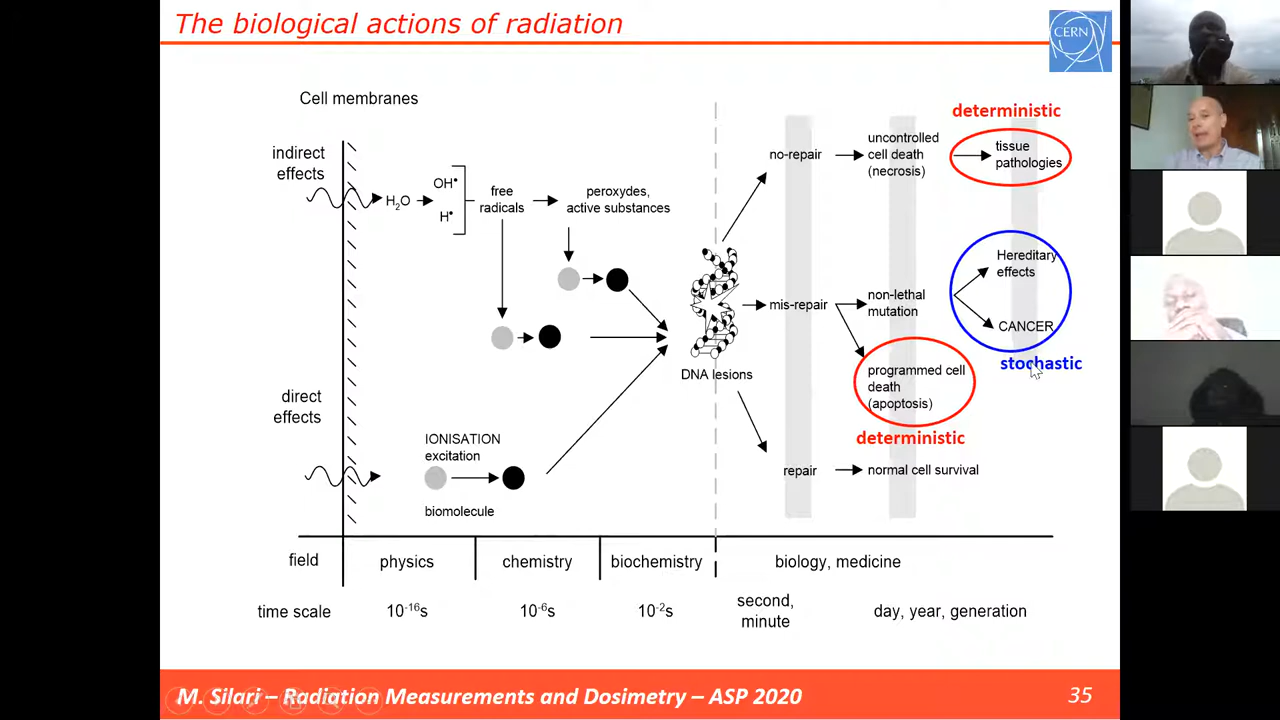 The biological actions of radiation
CERN
Cell membranes
indirect
effects
H₂O
OH•
H•
free
radicals
peroxydes,
active substances
direct
effects
IONISATION
excitation
biomolecule
DNA lesions
no-repair
uncontrolled
cell death
(necrosis)
deterministic
tissue
pathologies
mis-repair
non-lethal
mutation
Hereditary
effects
CANCER
stochastic
programmed cell
death
(apoptosis)
deterministic
repair
normal cell survival
field
physics
chemistry
biochemistry
biology, medicine
time scale
10⁻¹⁶s
10⁻⁶s
10⁻²s
second,
minute
day, year, generation
M. Silari – Radiation Measurements and Dosimetry – ASP 2020
35